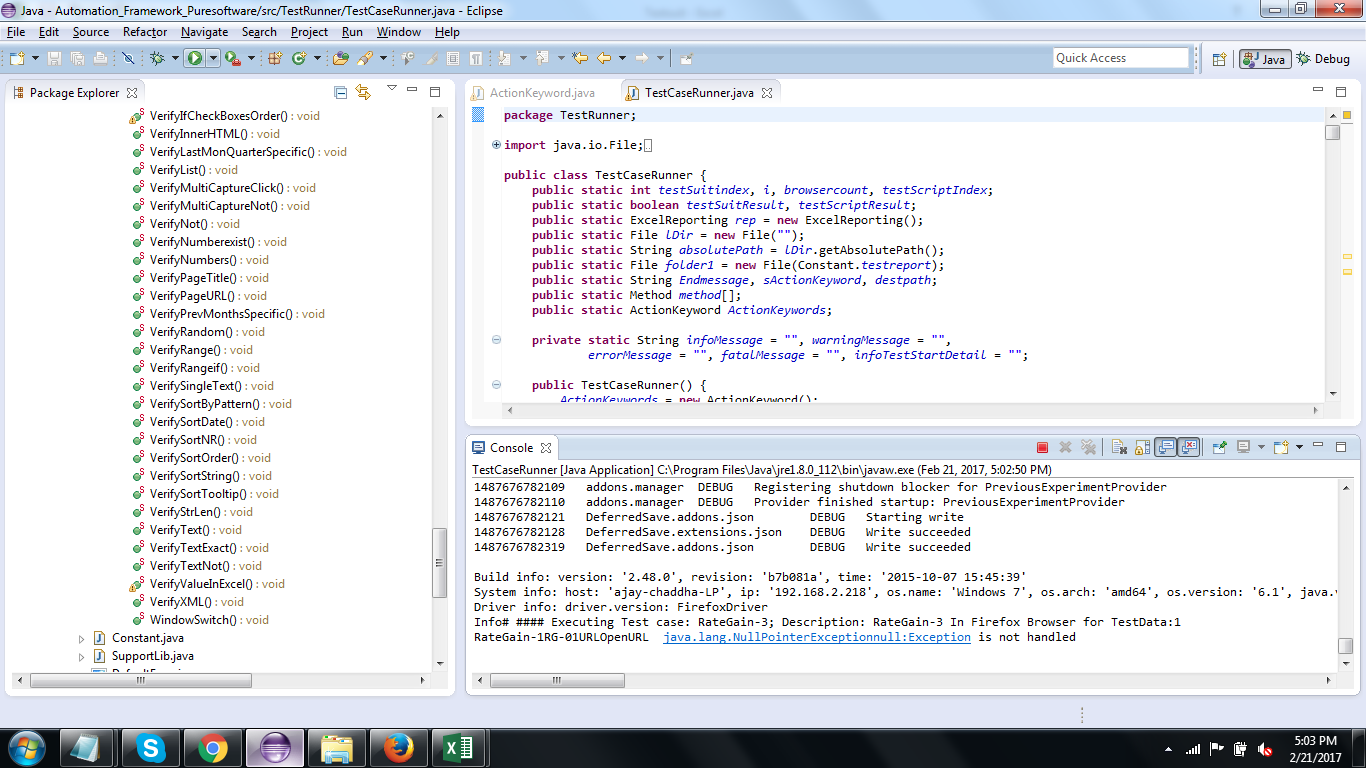 Java - Automation_Framework_Puresoftware/src/TestRunner/TestCaseRunner.java - Eclipse
File Edit Source Refactor Navigate Search Project Run Window Help
Quick Access Java Debug
Package Explorer
VerifyIfCheckBoxesOrder() : void
VerifyInnerHTML() : void
VerifyLastMonQuarterSpecific() : void
VerifyList() : void
VerifyMultiCaptureClick() : void
VerifyMultiCaptureNot() : void
VerifyNot() : void
VerifyNumberexist() : void
VerifyNumbers() : void
VerifyPageTitle() : void
VerifyPageURL() : void
VerifyPrevMonthsSpecific() : void
VerifyRandom() : void
VerifyRange() : void
VerifyRangeif() : void
VerifySingleText() : void
VerifySortByPattern() : void
VerifySortDate() : void
VerifySortNR() : void
VerifySortOrder() : void
VerifySortString() : void
VerifySortTooltip() : void
VerifyStrLen() : void
VerifyText() : void
VerifyTextExact() : void
VerifyTextNot() : void
VerifyValueInExcel() : void
VerifyXML() : void
WindowSwitch() : void
Constant.java
SupportLib.java
ActionKeyword.java TestCaseRunner.java
package TestRunner;
import java.io.File;
public class TestCaseRunner {
public static int testSuitindex, i, browsercount, testScriptIndex;
public static boolean testSuitResult, testScriptResult;
public static ExcelReporting rep = new ExcelReporting();
public static File lDir = new File("");
public static String absolutePath = lDir.getAbsolutePath();
public static File folder1 = new File(Constant.testreport);
public static String Endmessage, sActionKeyword, destpath;
public static Method method[];
public static ActionKeyword ActionKeywords;
private static String infoMessage = "", warningMessage = "",
errorMessage = "", fatalMessage = "", infoTestStartDetail = "";
public TestCaseRunner() {
ActionKeywords = new ActionKeyword();
Console
TestCaseRunner [Java Application] C:\Program Files\Java\jre1.8.0_112\bin\javaw.exe (Feb 21, 2017, 5:02:50 PM)
1487676782109 addons.manager DEBUG Registering shutdown blocker for PreviousExperimentProvider
1487676782110 addons.manager DEBUG Provider finished startup: PreviousExperimentProvider
1487676782121 DeferredSave.addons.json DEBUG Starting write
1487676782128 DeferredSave.extensions.json DEBUG Write succeeded
1487676782319 DeferredSave.addons.json DEBUG Write succeeded
Build info: version: '2.48.0', revision: 'b7b081a', time: '2015-10-07 15:45:39'
System info: host: 'ajay-chaddha-LP', ip: '192.168.2.218', os.name: 'Windows 7', os.arch: 'amd64', os.version: '6.1', java.
Driver info: driver.version: FirefoxDriver
Info# #### Executing Test case: RateGain-3; Description: RateGain-3 In Firefox Browser for TestData:1
RateGain-1RG-01URLOpenURL java.lang.NullPointerExceptionnull:Exception is not handled
5:03 PM
2/21/2017